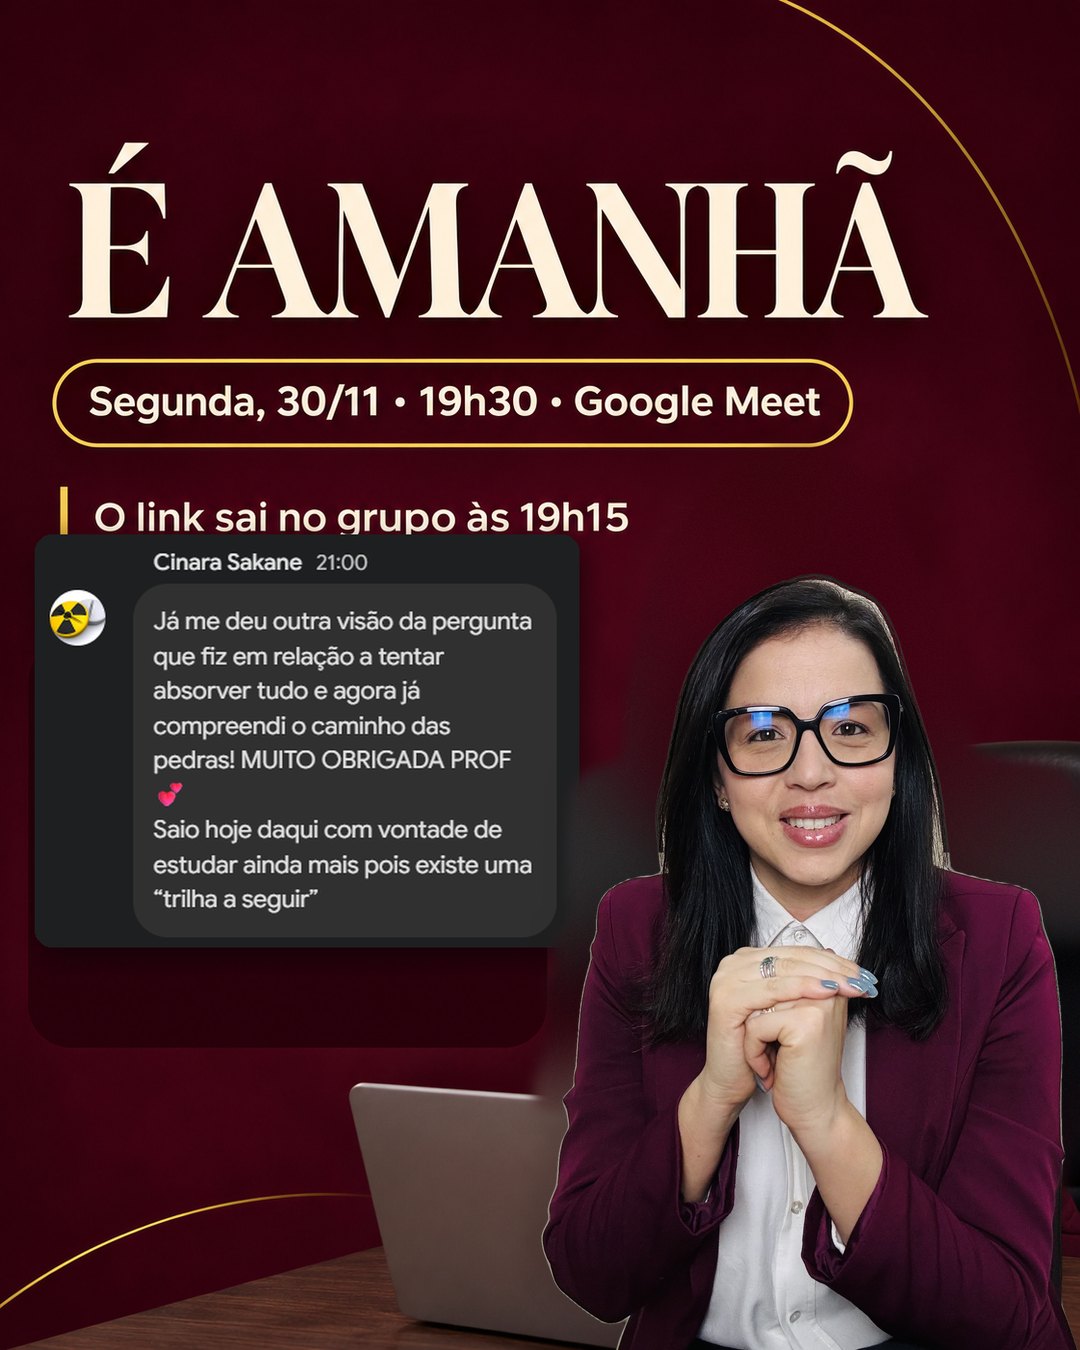 É AMANHÃ
Segunda, 30/11 • 19h30 • Google Meet
O link sai no grupo às 19h15
Cinara Sakane 21:00
Já me deu outra visão da pergunta
que fiz em relação a tentar
absorver tudo e agora já
compreendi o caminho das
pedras! MUITO OBRIGADA PROF
💕
Saio hoje daqui com vontade de
estudar ainda mais pois existe uma
“trilha a seguir”